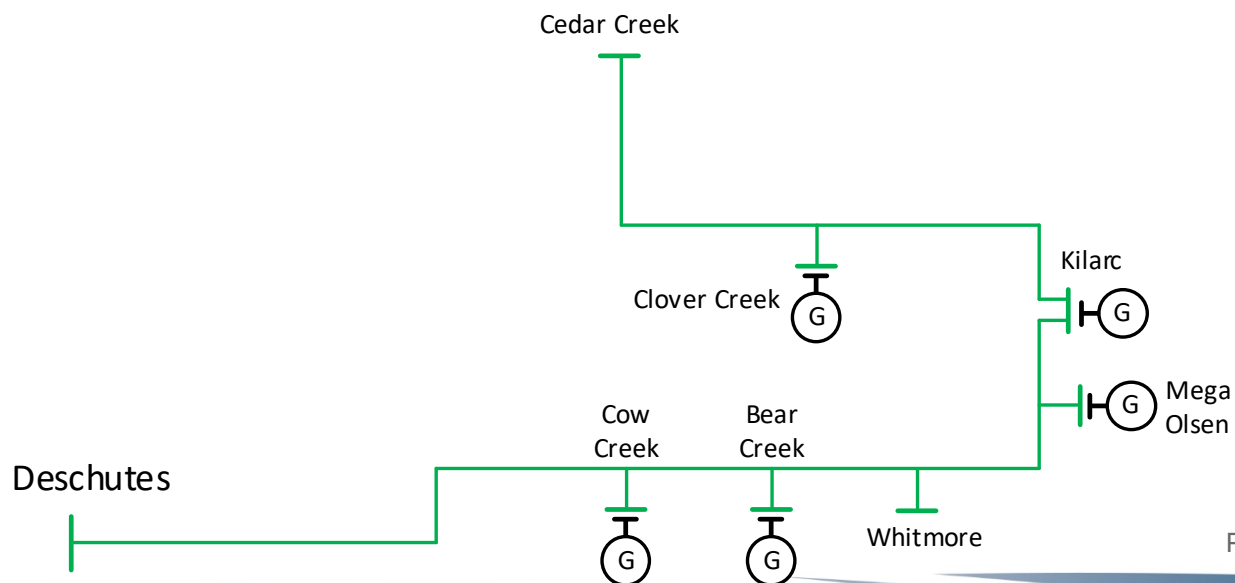 Cedar Creek
Kilarc
Clover Creek
G
G
Mega
Olsen
G
Cow
Creek
Bear
Creek
Deschutes
Whitmore
G
G
F